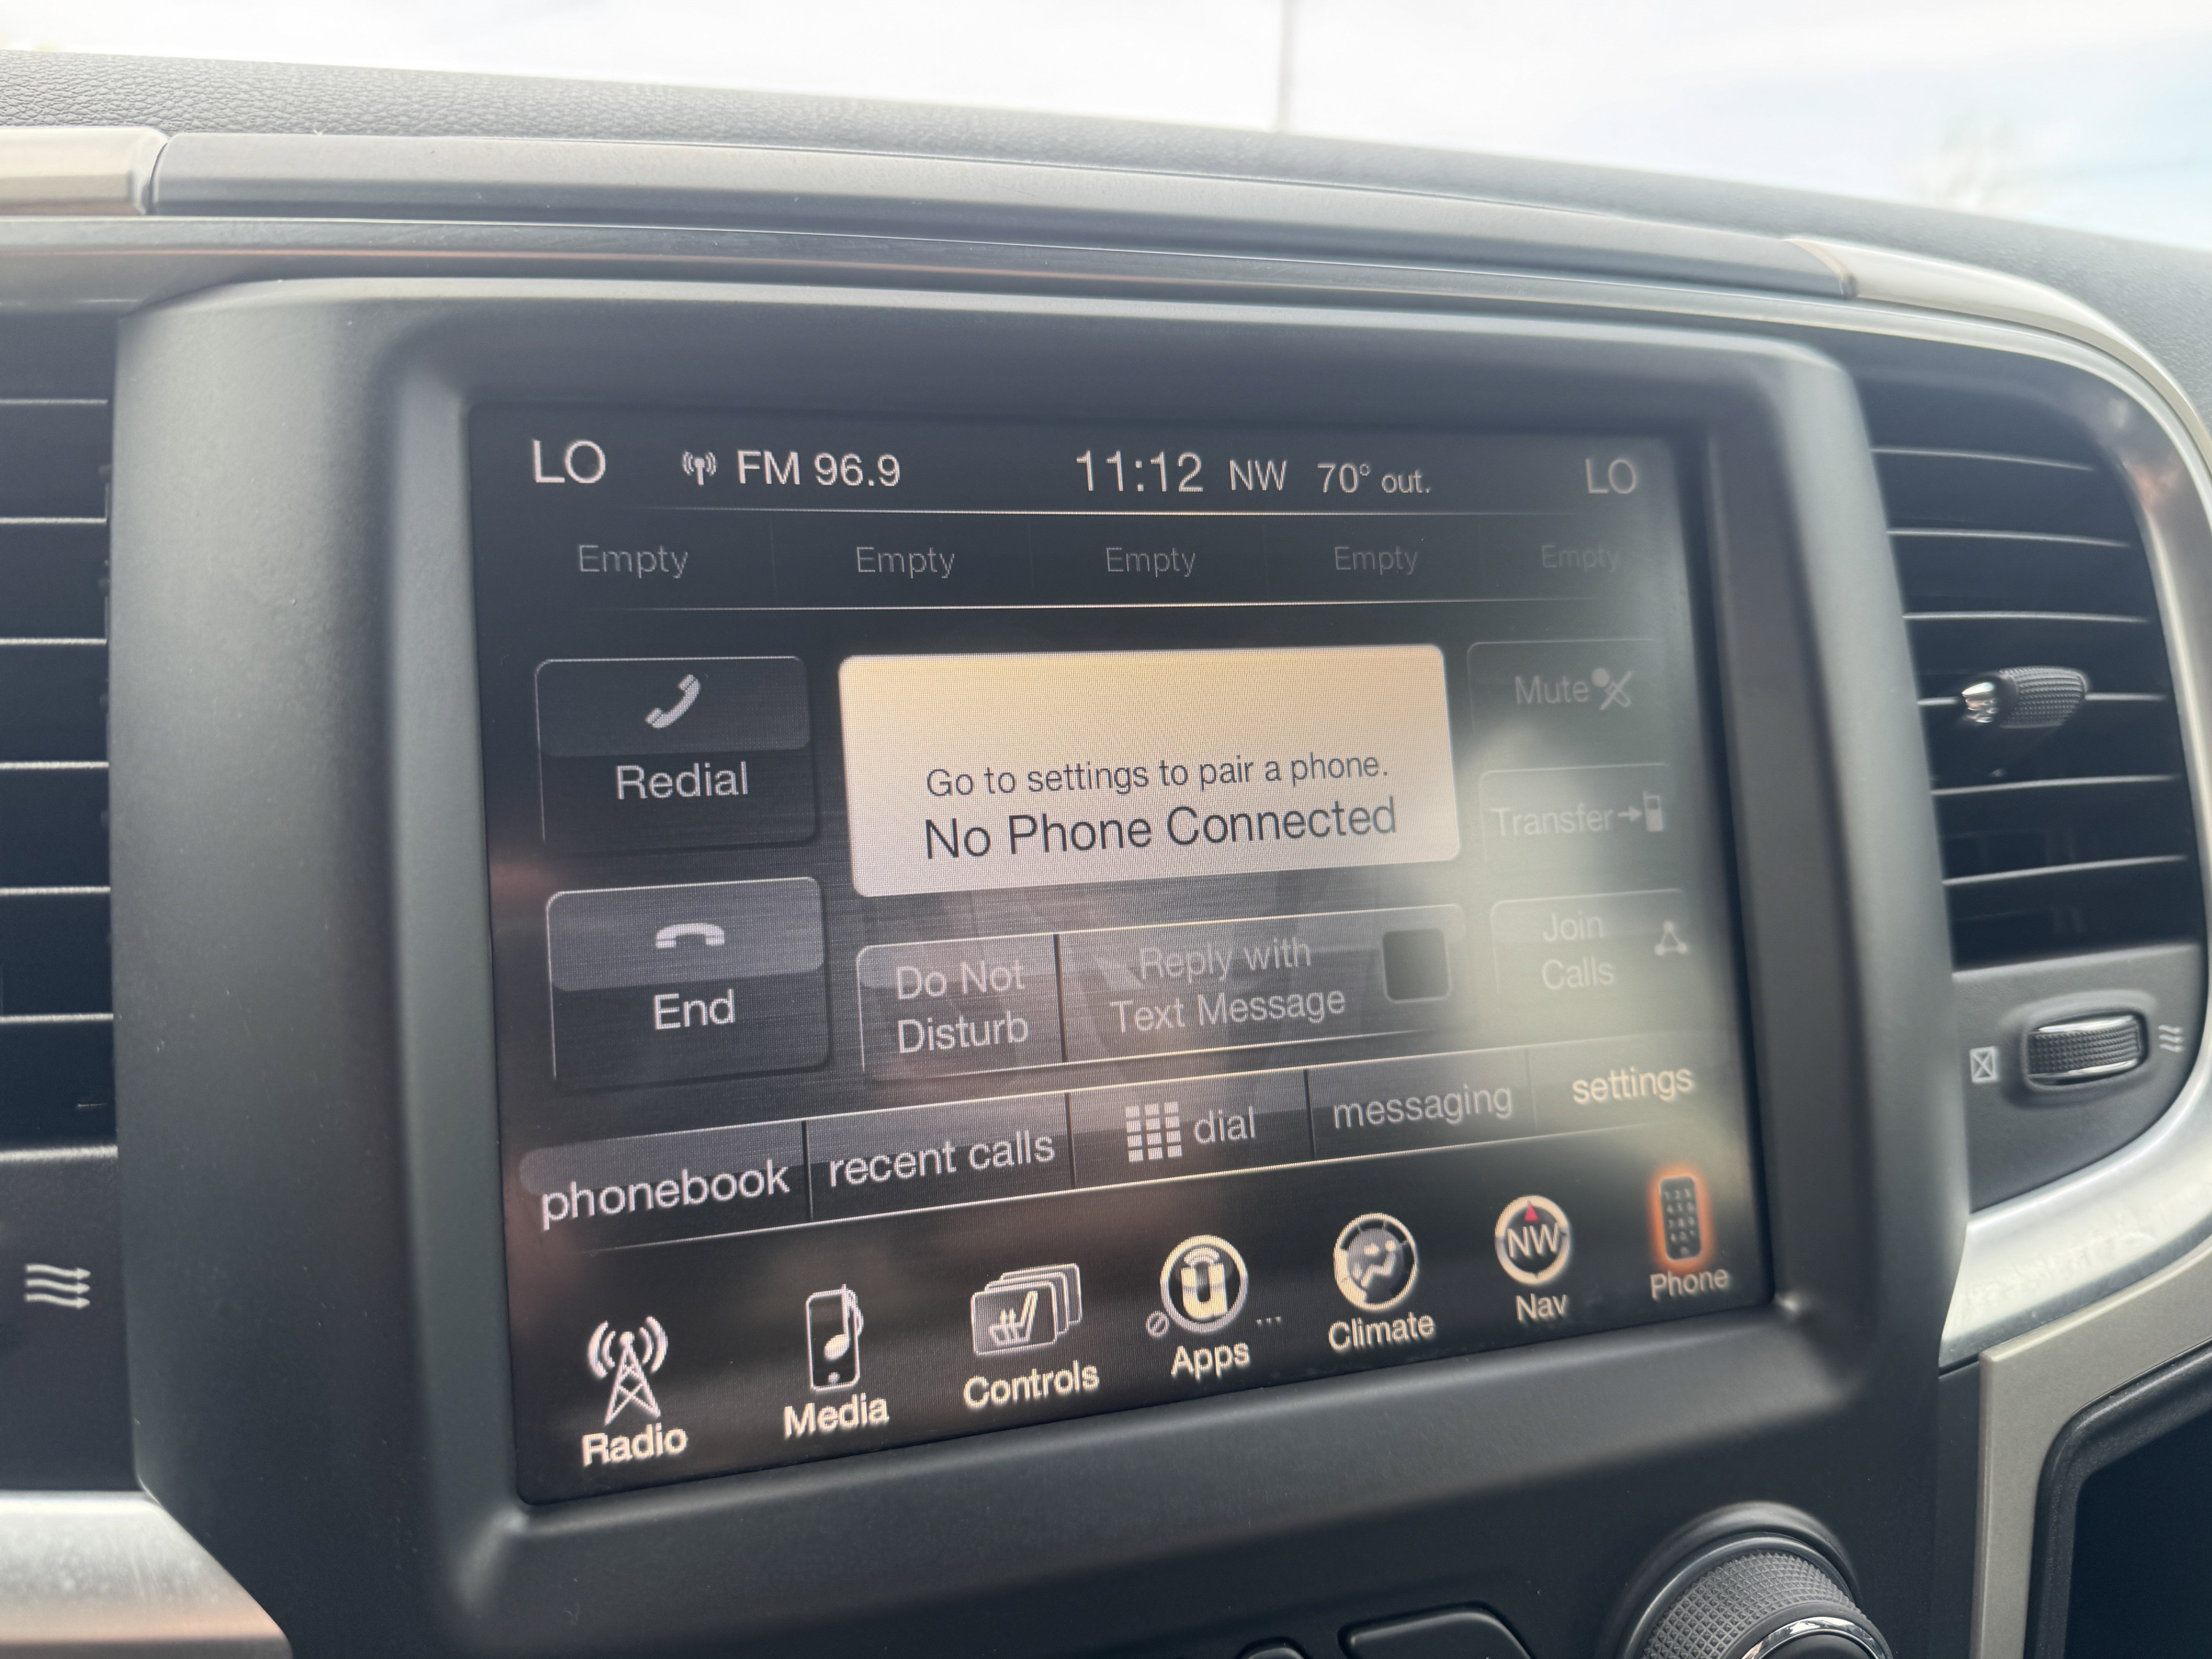 LO FM 96.9 11:12 NW 70° out. LO
Empty Empty Empty Empty Empty
Redial
Go to settings to pair a phone.
No Phone Connected
Mute
Transfer
End
Do Not
Disturb
Reply with
Text Message
Join
Calls
phonebook recent calls dial messaging settings
NW
Radio Media Controls Apps ... Climate Nav Phone